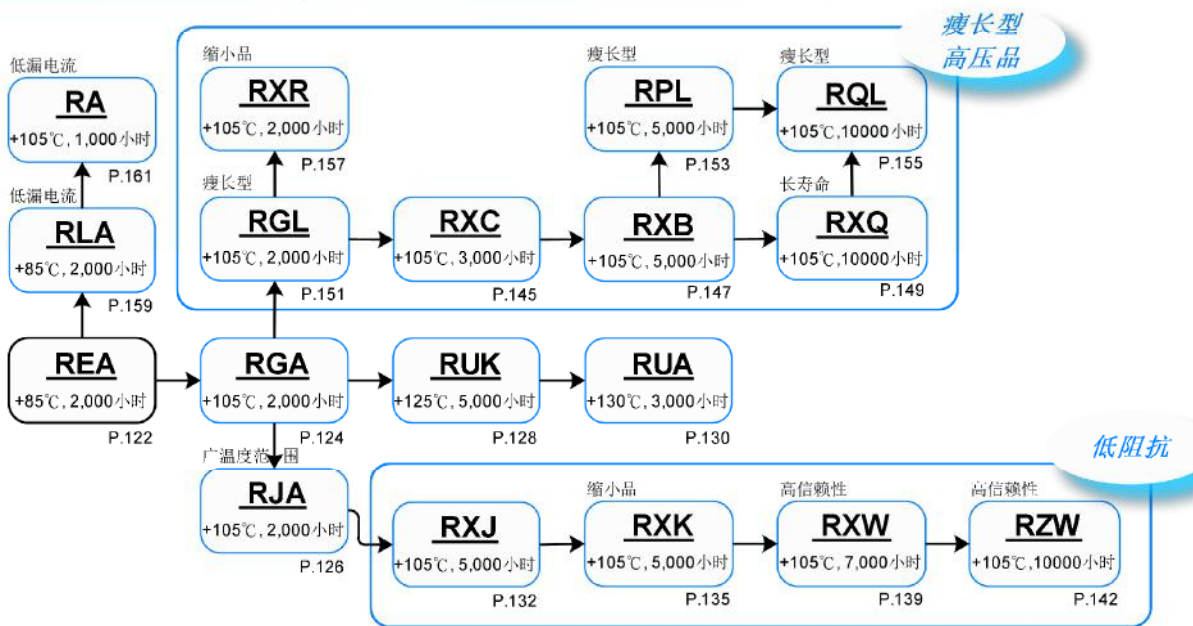 瘦长型
高压品
低漏电流
RA
+105℃, 1,000小时
P.161
缩小品
RXR
+105℃, 2,000小时
P.157
瘦长型
RPL
+105℃, 5,000小时
P.153
瘦长型
RQL
+105℃,10000小时
P.155
低漏电流
RLA
+85℃, 2,000小时
P.159
瘦长型
RGL
+105℃, 2,000小时
P.151
RXC
+105℃, 3,000小时
P.145
RXB
+105℃, 5,000小时
P.147
长寿命
RXQ
+105℃,10000小时
P.149
REA
+85℃, 2,000小时
P.122
RGA
+105℃, 2,000小时
P.124
RUK
+125℃, 5,000小时
P.128
RUA
+130℃, 3,000小时
P.130
低阻抗
广温度范围
RJA
+105℃, 2,000小时
P.126
RXJ
+105℃, 5,000小时
P.132
缩小品
RXK
+105℃, 5,000小时
P.135
高信赖性
RXW
+105℃, 7,000小时
P.139
高信赖性
RZW
+105℃, 10000小时
P.142